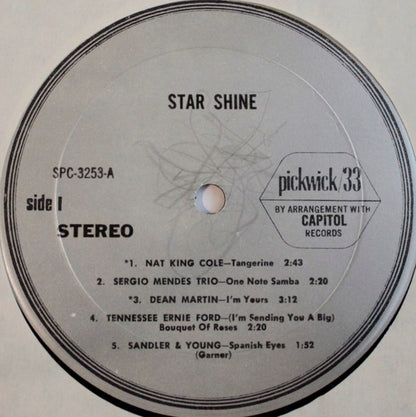 STAR SHINE
SPC-3253-A
side 1
STEREO
pickwick/33
BY ARRANGEMENT WITH
CAPITOL
RECORDS
*1. NAT KING COLE—Tangerine 2:43
2. SERGIO MENDES TRIO—One Note Samba 2:20
*3. DEAN MARTIN—I'm Yours 3:12
4. TENNESSEE ERNIE FORD—(I'm Sending You A Big)
Bouquet Of Roses 2:20
5. SANDLER & YOUNG—Spanish Eyes 1:52
(Garner)